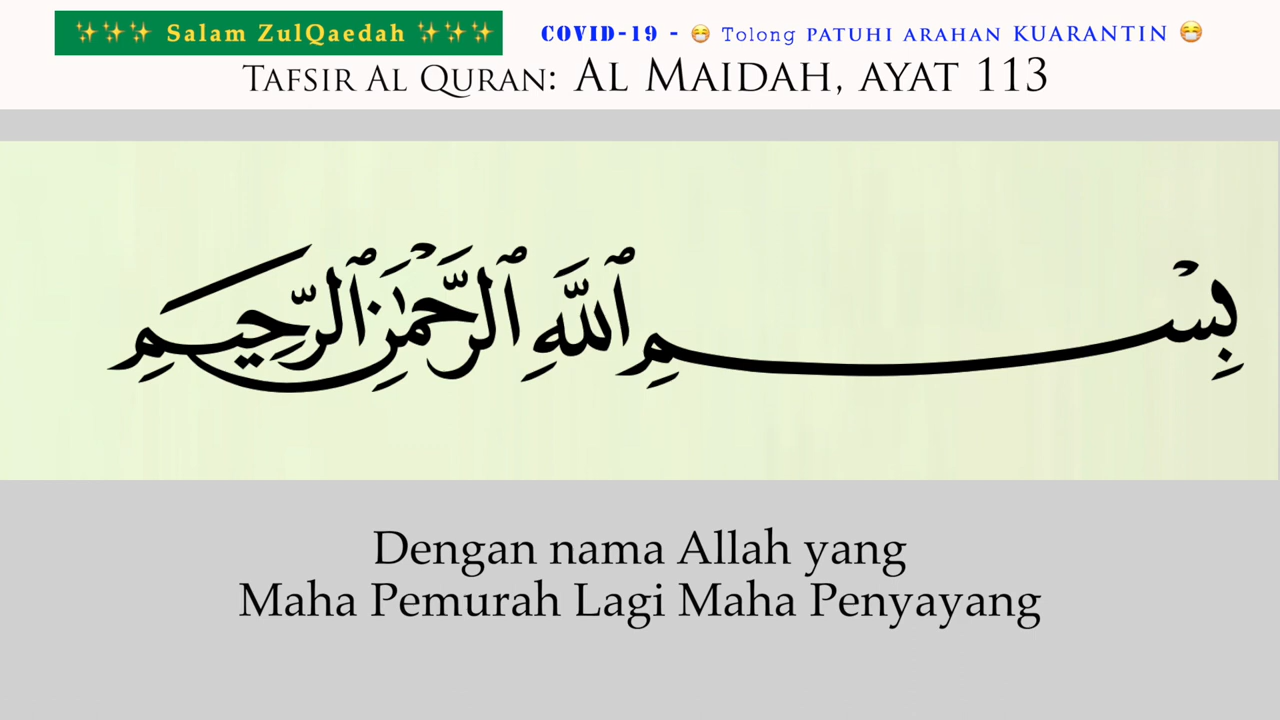 ✨✨✨ Salam ZulQaedah ✨✨✨
COVID-19 - 😷 Tolong PATUHI ARAHAN KUARANTIN 😷
TAFSIR AL QURAN: AL MAIDAH, AYAT 113
بِسْمِ ٱللَّهِ ٱلرَّحْمَٰنِ ٱلرَّحِيمِ
Dengan nama Allah yang
Maha Pemurah Lagi Maha Penyayang